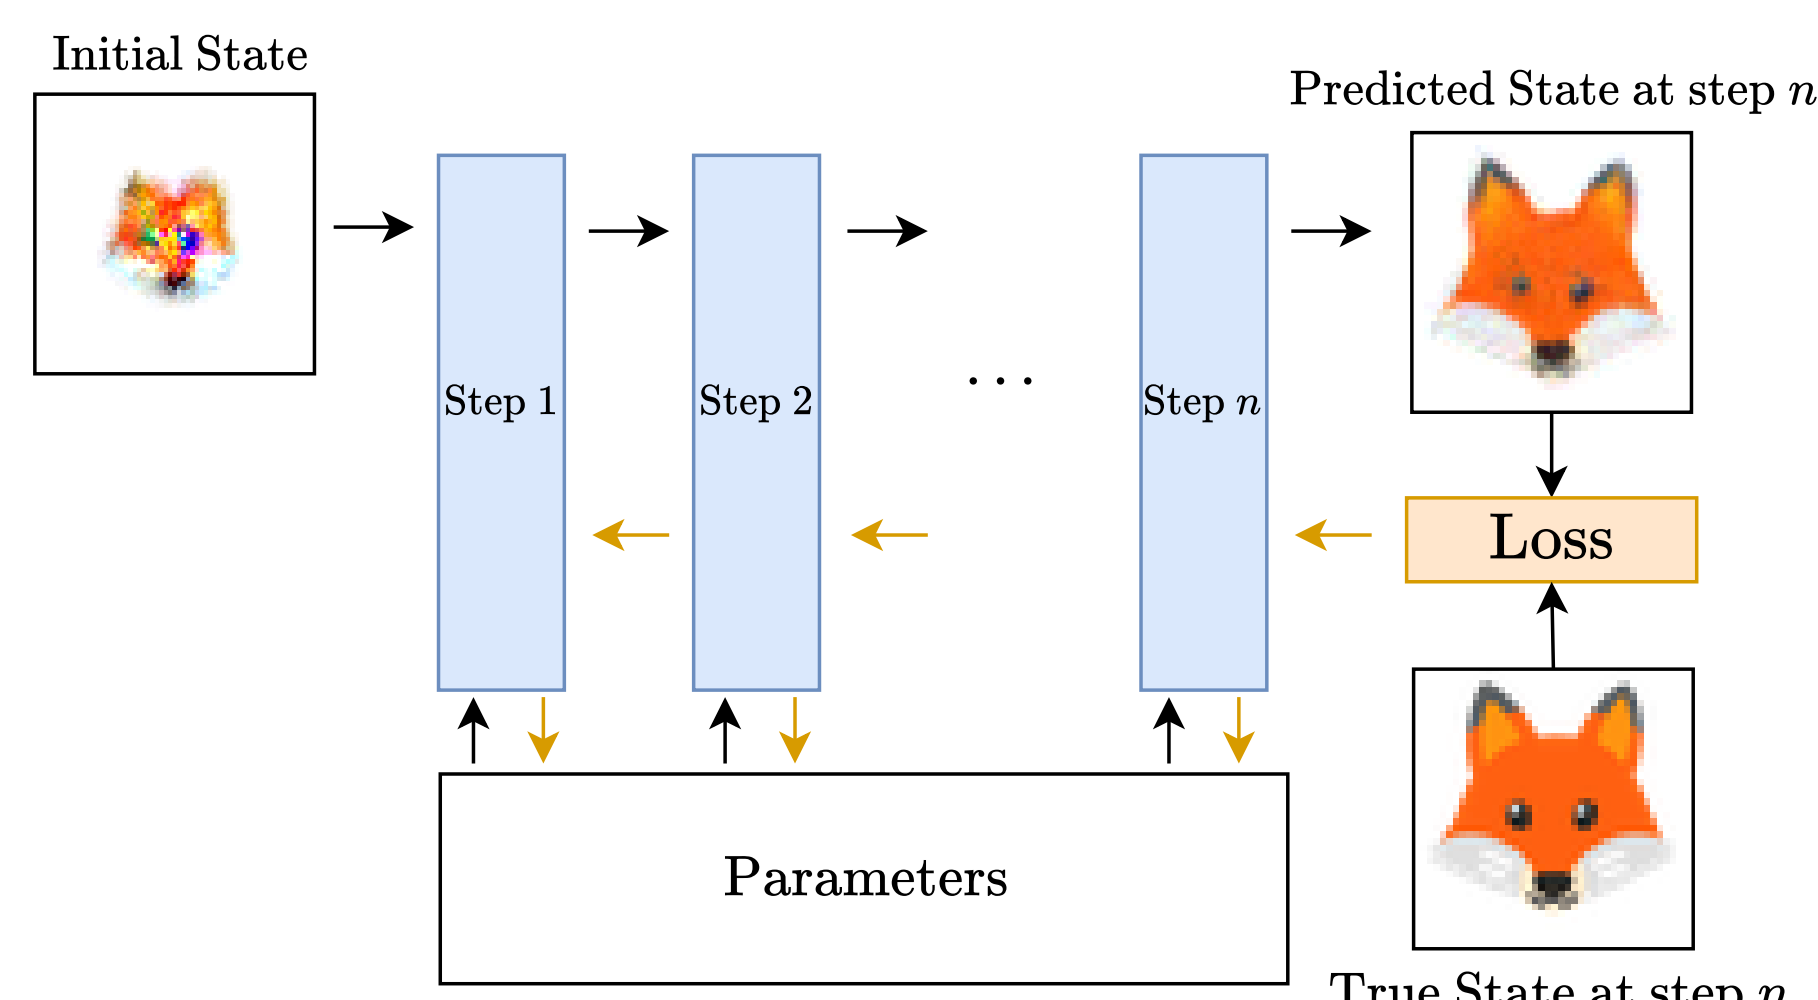 Initial State
Predicted State at step n
Step 1
Step 2
...
Step n
Loss
Parameters
True State at step n